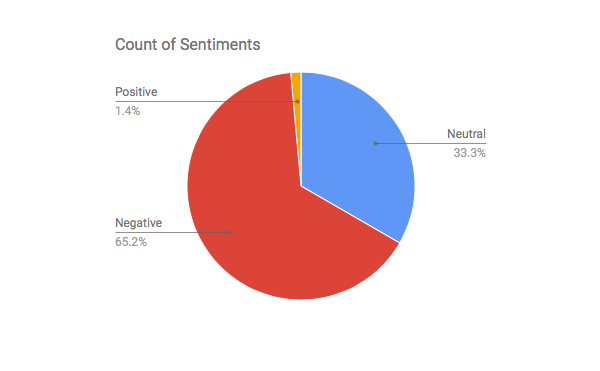 Count of Sentiments
Positive
1.4%
Neutral
33.3%
Negative
65.2%